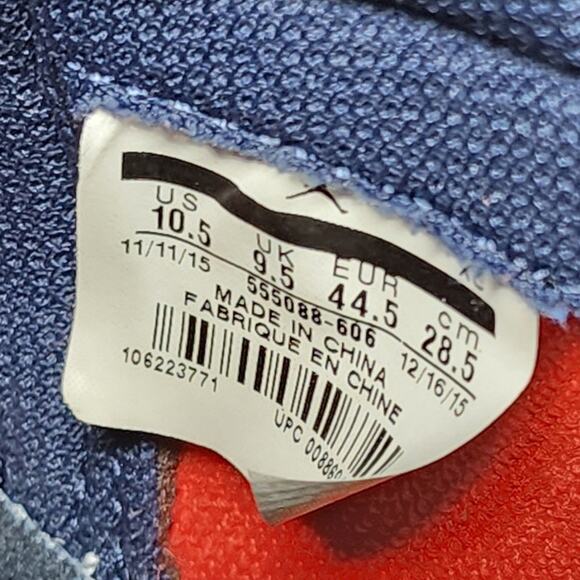 US UK EUR cm
10.5 9.5 44.5 28.5
11/11/15 555088-606 12/16/15
MADE IN CHINA
FABRIQUE EN CHINE
106223771
UPC 00886